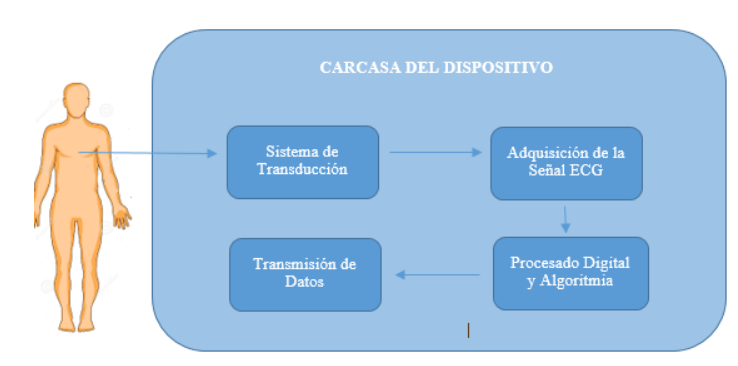 CARCASA DEL DISPOSITIVO
Sistema de
Transducción
Adquisición de la
Señal ECG
Procesado Digital
y Algoritmia
Transmisión de
Datos